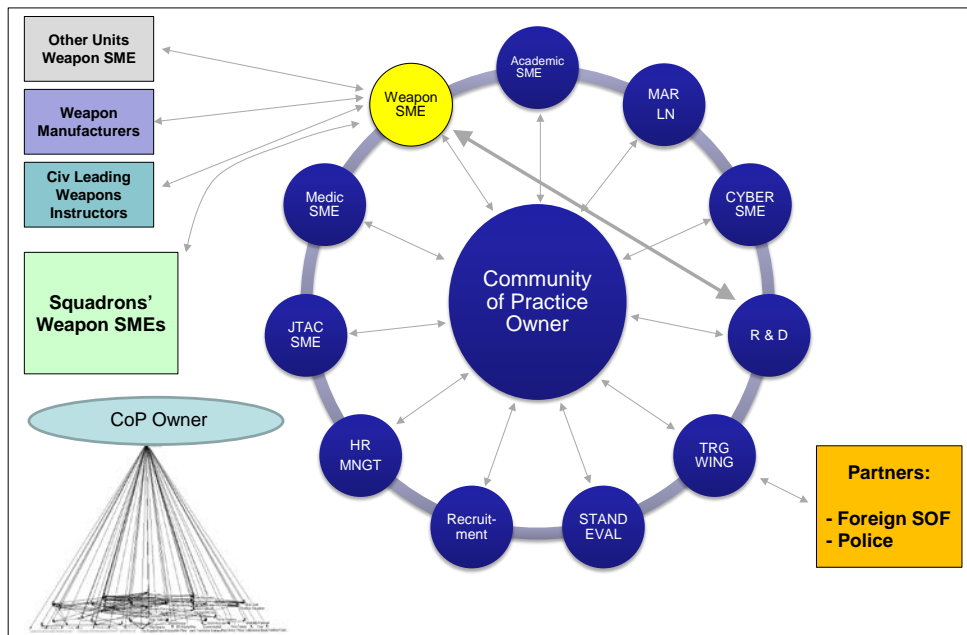 Other Units
Weapon SME
Weapon
Manufacturers
Civ Leading
Weapons
Instructors
Squadrons’
Weapon SMEs
Academic
SME
Weapon
SME
MAR
LN
Medic
SME
CYBER
SME
Community
of Practice
Owner
JTAC
SME
R & D
CoP Owner
HR
MNGT
TRG
WING
Recruit-
ment
STAND
EVAL
Partners:
- Foreign SOF
- Police